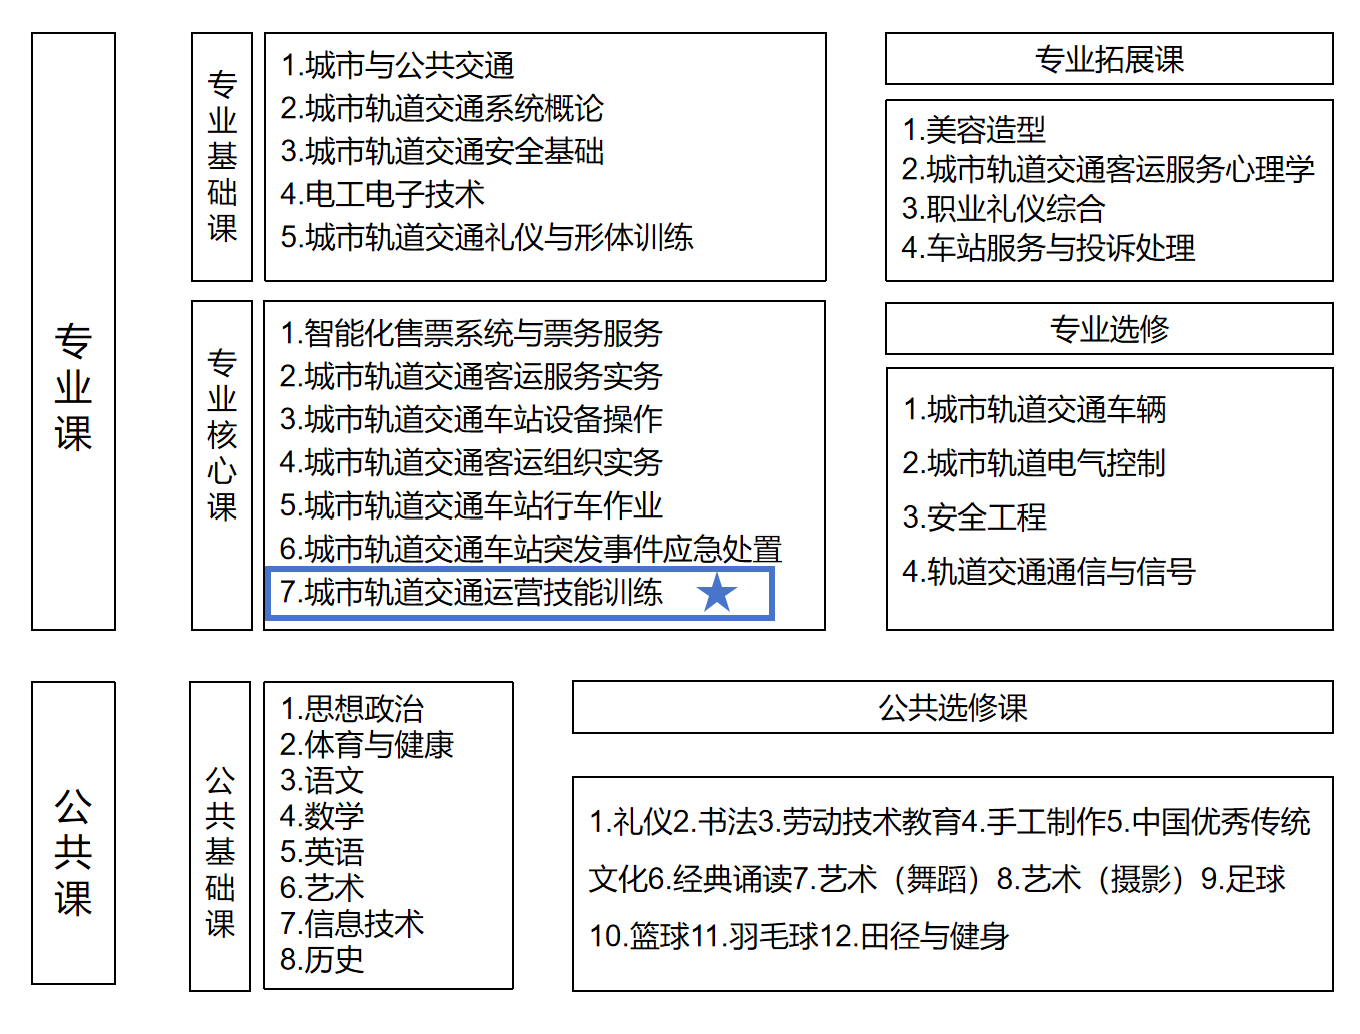 专业课
专业基础课
1.城市与公共交通
2.城市轨道交通系统概论
3.城市轨道交通安全基础
4.电工电子技术
5.城市轨道交通礼仪与形体训练
专业拓展课
1.美容造型
2.城市轨道交通客运服务心理学
3.职业礼仪综合
4.车站服务与投诉处理
专业核心课
1.智能化售票系统与票务服务
2.城市轨道交通客运服务实务
3.城市轨道交通车站设备操作
4.城市轨道交通客运组织实务
5.城市轨道交通车站行车作业
6.城市轨道交通车站突发事件应急处置
7.城市轨道交通运营技能训练
专业选修
1.城市轨道交通车辆
2.城市轨道电气控制
3.安全工程
4.轨道交通通信与信号
公共课
公共基础课
1.思想政治
2.体育与健康
3.语文
4.数学
5.英语
6.艺术
7.信息技术
8.历史
公共选修课
1.礼仪2.书法3.劳动技术教育4.手工制作5.中国优秀传统
文化6.经典诵读7.艺术（舞蹈）8.艺术（摄影）9.足球
10.篮球11.羽毛球12.田径与健身